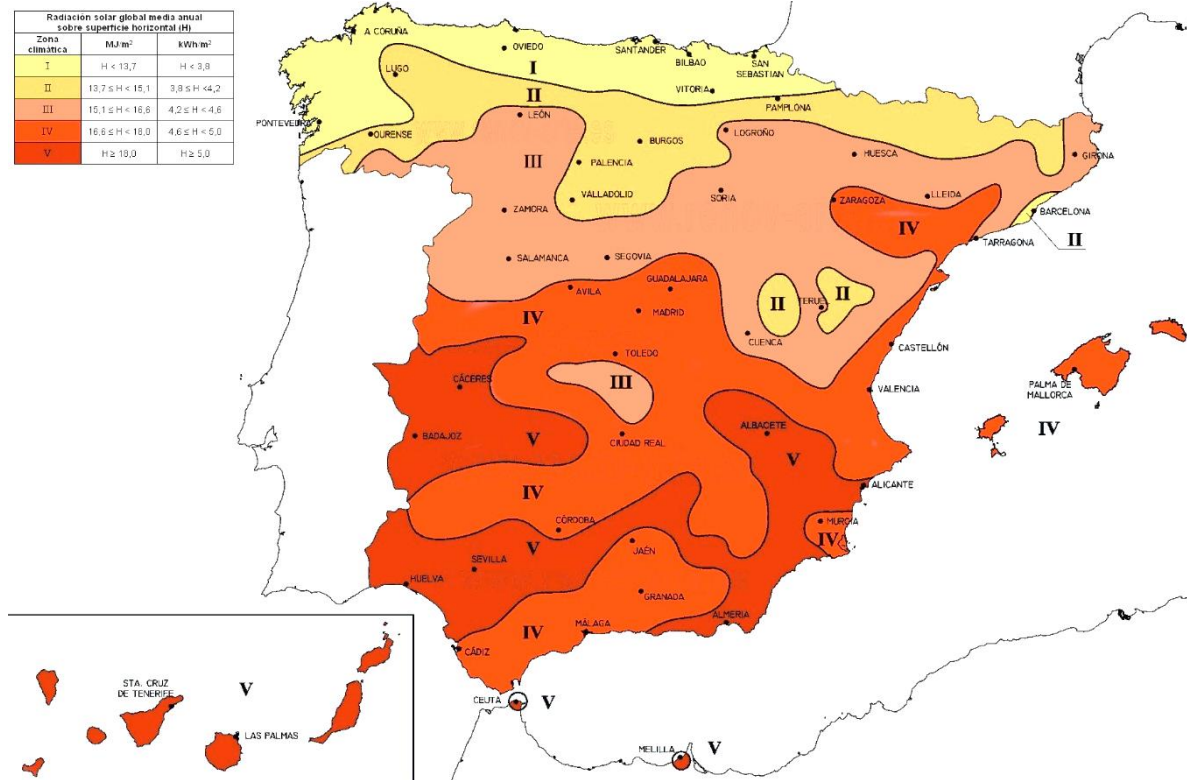 Radiación solar global media anual
sobre superficie horizontal (H)
Zona climática MJ/m² kWh/m²
I H < 13,7 H < 3,8
II 13,7 ≤ H < 15,1 3,8 ≤ H <4,2
III 15,1 ≤ H < 16,6 4,2 ≤ H < 4,6
IV 16,6 ≤ H < 18,0 4,6 ≤ H < 5,0
V H ≥ 18,0 H ≥ 5,0
A CORUÑA
OVIEDO
SANTANDER
BILBAO
SAN
SEBASTIAN
I
LUGO
VITORIA
II
PAMPLONA
LEÓN
PONTEVEDRA
OURENSE
LOGROÑO
BURGOS
HUESCA
GIRONA
III
PALENCIA
VALLADOLID
SORIA
ZARAGOZA
LLEIDA
ZAMORA
BARCELONA
IV
TARRAGONA
II
SALAMANCA
SEGOVIA
GUADALAJARA
AVILA
TERUEL
II
II
IV
MADRID
CUENCA
CASTELLÓN
TOLEDO
CÁCERES
III
VALENCIA
PALMA DE
MALLORCA
IV
BADAJOZ
V
CIUDAD REAL
ALBACETE
V
ALICANTE
IV
CÓRDOBA
MURCIA
IV
V
JAÉN
SEVILLA
HUELVA
GRANADA
ALMERIA
MÁLAGA
IV
CÁDIZ
CEUTA
V
MELILLA
V
STA. CRUZ
DE TENERIFE
V
LAS PALMAS